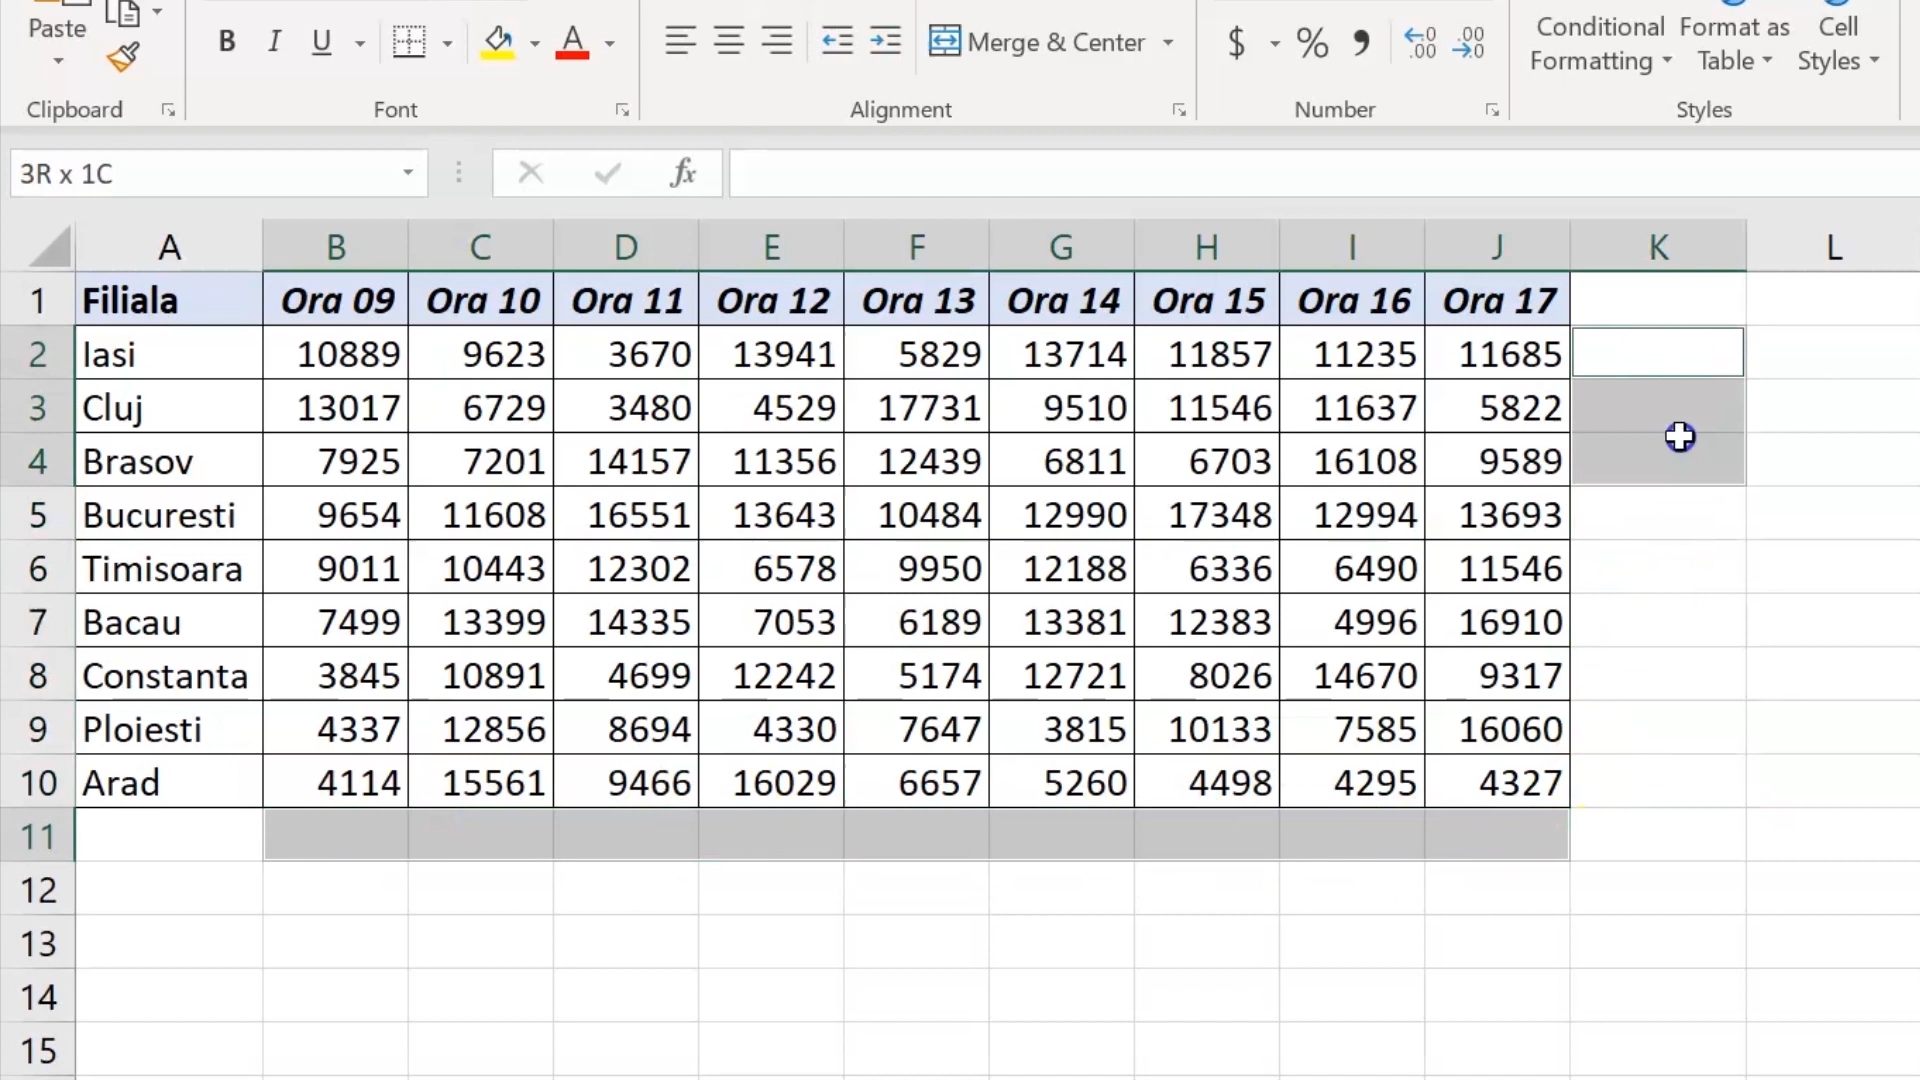 Paste
B I U A
Merge & Center
$ % , .00 .00
Conditional Formatting
Format as Table
Cell Styles
Clipboard Font Alignment Number Styles
3R x 1C fx
A B C D E F G H I J K L
1 Filiala Ora 09 Ora 10 Ora 11 Ora 12 Ora 13 Ora 14 Ora 15 Ora 16 Ora 17
2 Iasi 10889 9623 3670 13941 5829 13714 11857 11235 11685
3 Cluj 13017 6729 3480 4529 17731 9510 11546 11637 5822
4 Brasov 7925 7201 14157 11356 12439 6811 6703 16108 9589
5 Bucuresti 9654 11608 16551 13643 10484 12990 17348 12994 13693
6 Timisoara 9011 10443 12302 6578 9950 12188 6336 6490 11546
7 Bacau 7499 13399 14335 7053 6189 13381 12383 4996 16910
8 Constanta 3845 10891 4699 12242 5174 12721 8026 14670 9317
9 Ploiesti 4337 12856 8694 4330 7647 3815 10133 7585 16060
10 Arad 4114 15561 9466 16029 6657 5260 4498 4295 4327
11
12
13
14
15